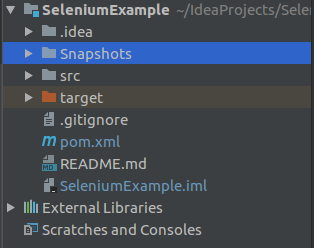 SeleniumExample ~/IdeaProjects/Sele
.idea
Snapshots
src
target
.gitignore
pom.xml
README.md
SeleniumExample.iml
External Libraries
Scratches and Consoles